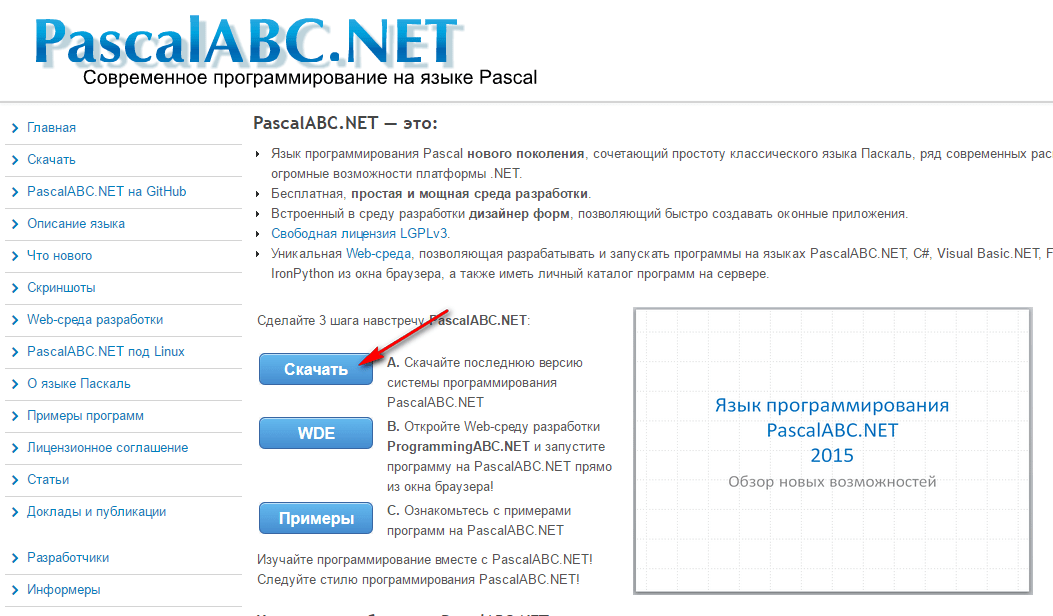 PascalABC.NET
Современное программирование на языке Pascal
Главная
Скачать
PascalABC.NET на GitHub
Описание языка
Что нового
Скриншоты
Web-среда разработки
PascalABC.NET под Linux
О языке Паскаль
Примеры программ
Лицензионное соглашение
Статьи
Доклады и публикации
Разработчики
Информеры
PascalABC.NET — это:
Язык программирования Pascal нового поколения, сочетающий простоту классического языка Паскаль, ряд современных
огромные возможности платформы .NET.
Бесплатная, простая и мощная среда разработки.
Встроенный в среду разработки дизайнер форм, позволяющий быстро создавать оконные приложения.
Свободная лицензия LGPLv3.
Уникальная Web-среда, позволяющая разрабатывать и запускать программы на языках PascalABC.NET, C#, Visual Basic.NET,
IronPython из окна браузера, а также иметь личный каталог программ на сервере.
Сделайте 3 шага навстречу PascalABC.NET:
Скачать
A. Скачайте последнюю версию
системы программирования
PascalABC.NET
WDE
B. Откройте Web-среду разработки
ProgrammingABC.NET и запустите
программу на PascalABC.NET прямо
из окна браузера!
Примеры
C. Ознакомьтесь с примерами
программ на PascalABC.NET
Изучайте программирование вместе с PascalABC.NET!
Следуйте стилю программирования PascalABC.NET!
Язык программирования
PascalABC.NET
2015
Обзор новых возможностей